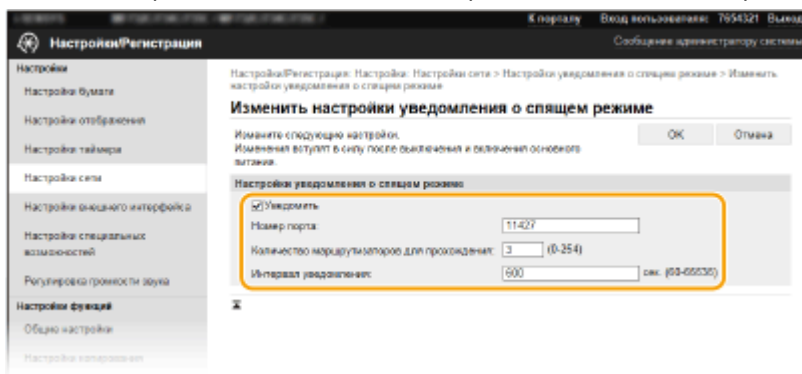 К порталу Вход пользователя: 7654321 Выход
Настройки/Регистрация
Сообщение администратору системы
Настройки
Настройки бумаги
Настройки отображения
Настройки таймера
Настройки сети
Настройки внешнего интерфейса
Настройки специальных
возможностей
Регулировка громкости звука
Настройки функций
Общие настройки
Настройки копирования
Настройки/Регистрация: Настройки: Настройки сети > Настройки уведомления о спящем режиме > Изменить
настройки уведомления о спящем режиме
Изменить настройки уведомления о спящем режиме
Измените следующие настройки.
Изменения вступят в силу после выключения и включения основного
питания.
OK Отмена
Настройки уведомления о спящем режиме
Уведомить
Номер порта: 11427
Количество маршрутизаторов для прохождения: 3 (0-254)
Интервал уведомления: 600 сек. (60-65535)